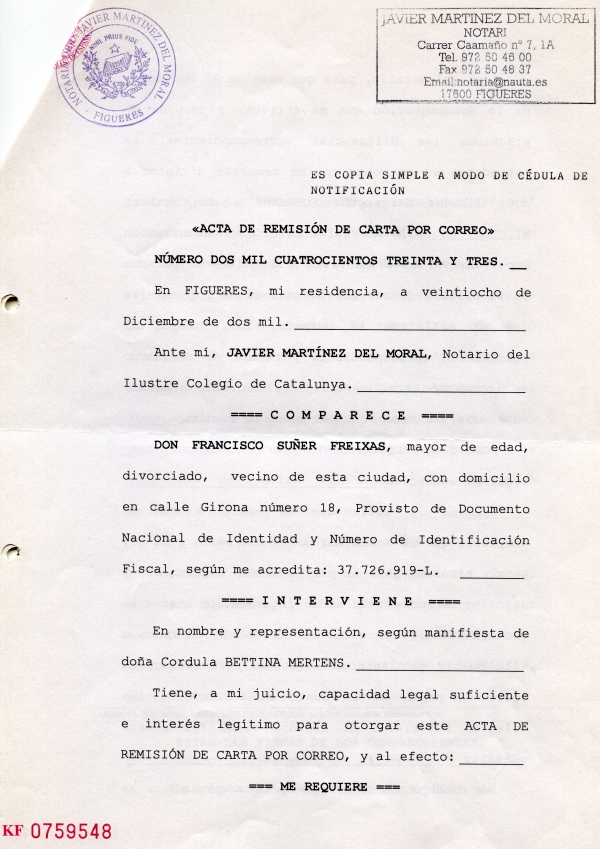 JAVIER MARTINEZ DEL MORAL
NOTARI
Carrer Caamaño nº 7, 1A
Tel. 972 50 46 00
Fax 972 50 48 37
Email:notaria@nauta.es
17600 FIGUERES
JAVIER MARTINEZ DEL MORAL
NIHIL PRIUS FIDE
NOTARIA
· FIGUERES ·
ES COPIA SIMPLE A MODO DE CÉDULA DE
NOTIFICACIÓN
«ACTA DE REMISIÓN DE CARTA POR CORREO»
NÚMERO DOS MIL CUATROCIENTOS TREINTA Y TRES.
En FIGUERES, mi residencia, a veintiocho de
Diciembre de dos mil.
Ante mí, JAVIER MARTÍNEZ DEL MORAL, Notario del
Ilustre Colegio de Catalunya.
==== C O M P A R E C E ====
DON FRANCISCO SUÑER FREIXAS, mayor de edad,
divorciado, vecino de esta ciudad, con domicilio
en calle Girona número 18, Provisto de Documento
Nacional de Identidad y Número de Identificación
Fiscal, según me acredita: 37.726.919-L.
==== I N T E R V I E N E ====
En nombre y representación, según manifiesta de
doña Cordula BETTINA MERTENS.
Tiene, a mi juicio, capacidad legal suficiente
e interés legítimo para otorgar este ACTA DE
REMISIÓN DE CARTA POR CORREO, y al efecto:
=== ME REQUIERE ===
KF 0759548